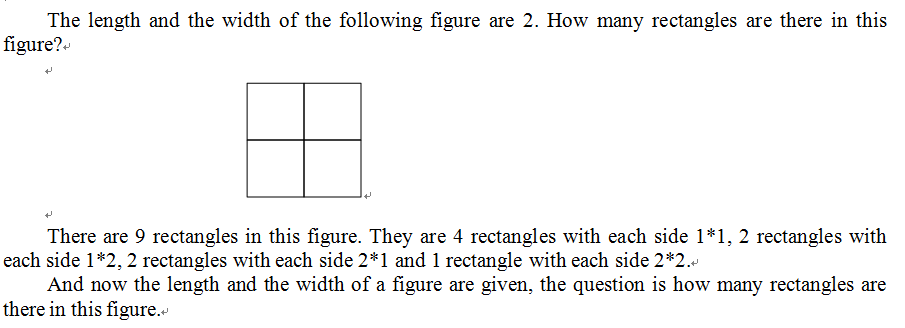 The length and the width of the following figure are 2. How many rectangles are there in this
figure?
There are 9 rectangles in this figure. They are 4 rectangles with each side 1*1, 2 rectangles with
each side 1*2, 2 rectangles with each side 2*1 and 1 rectangle with each side 2*2.
And now the length and the width of a figure are given, the question is how many rectangles are
there in this figure.